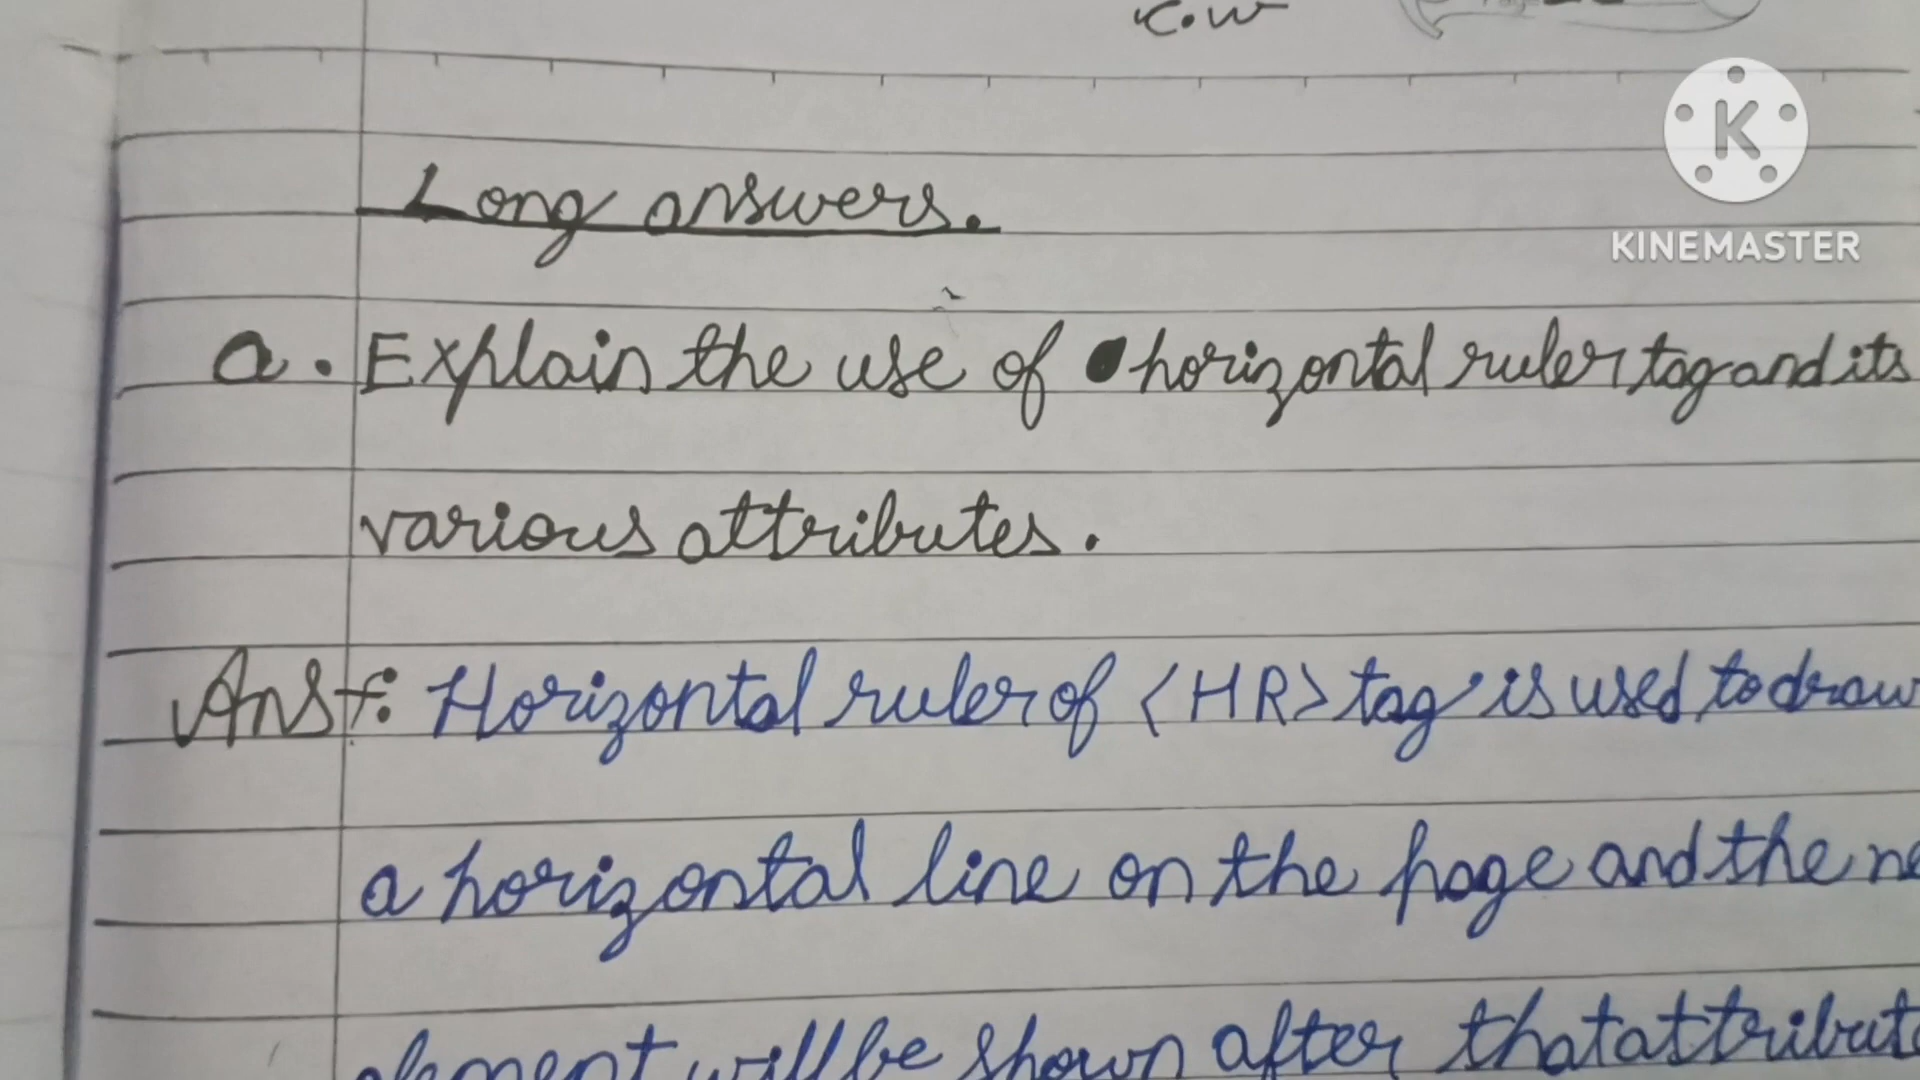 C.W
K
KINEMASTER
Long answers.
a. Explain the use of horizontal ruler tag and its
various attributes.
Ans: Horizontal ruler of <HR> tag is used to draw
a horizontal line on the page and the
element will be shown after that